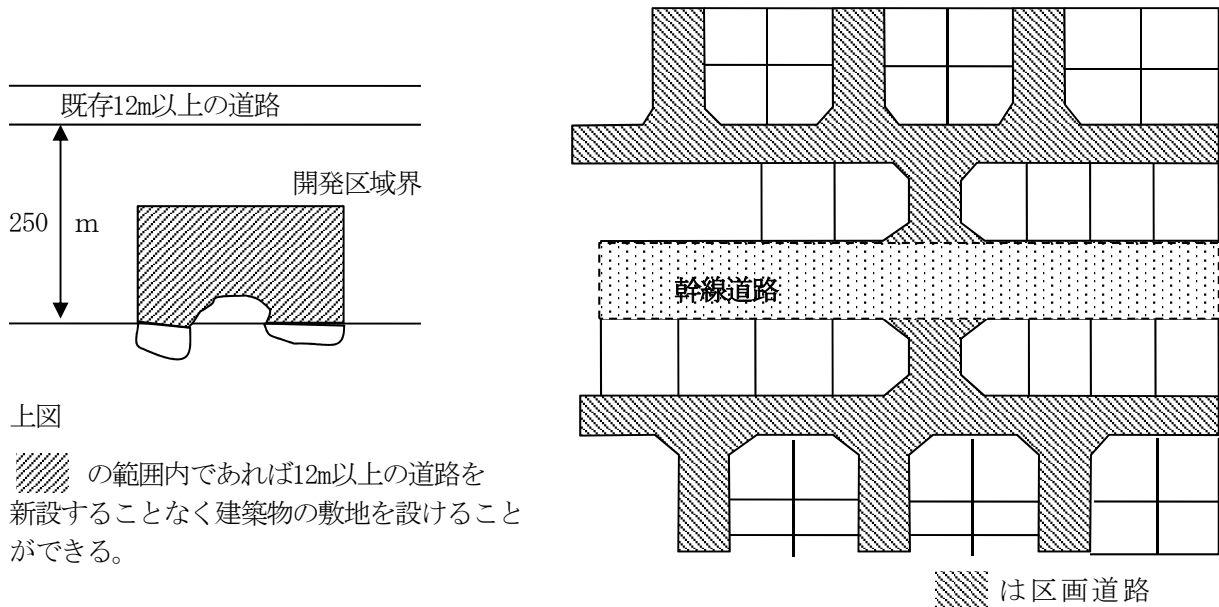 既存12m以上の道路
開発区域界
250 m
上図
の範囲内であれば12m以上の道路を
新設することなく建築物の敷地を設けること
ができる。
幹線道路
は区画道路